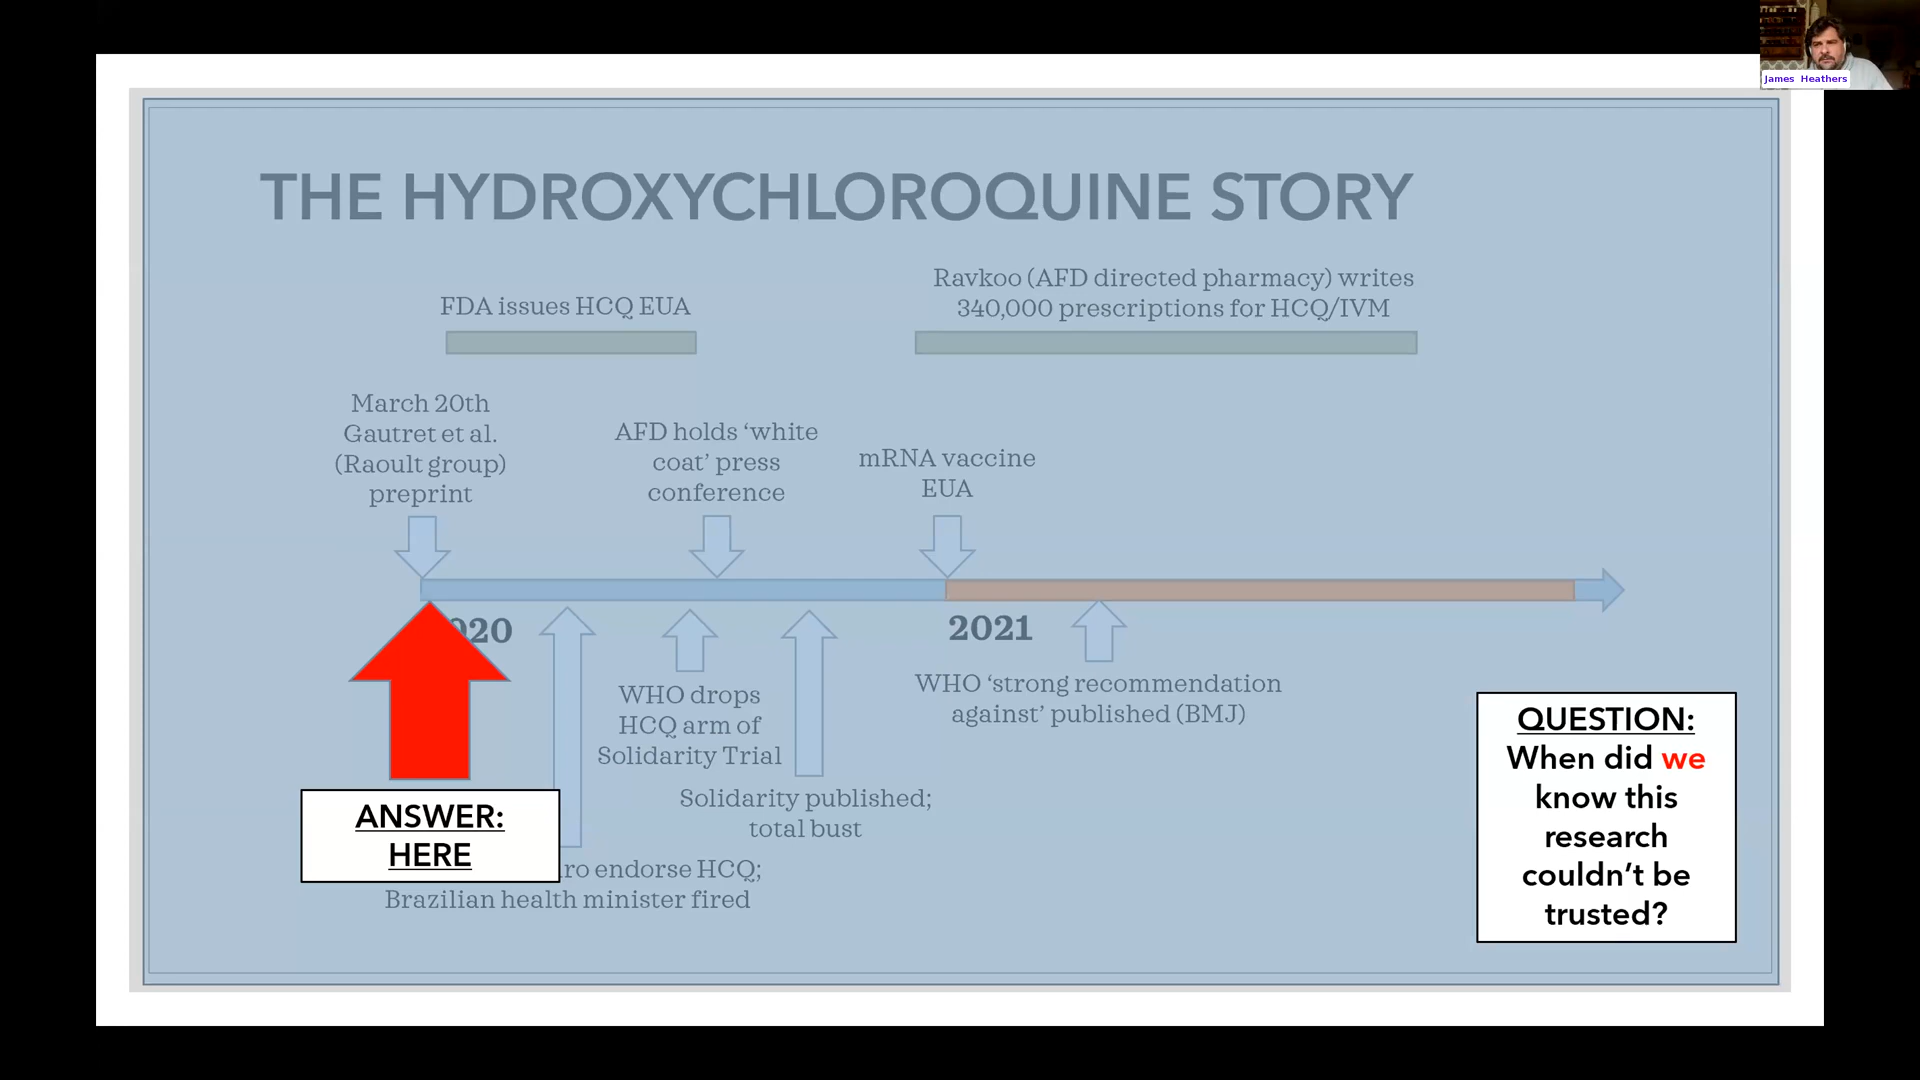 James Heathers
THE HYDROXYCHLOROQUINE STORY
FDA issues HCQ EUA
Ravkoo (AFD directed pharmacy) writes
340,000 prescriptions for HCQ/IVM
March 20th
Gautret et al.
(Raoult group)
preprint
AFD holds ‘white
coat’ press
conference
mRNA vaccine
EUA
020
2021
WHO drops
HCQ arm of
Solidarity Trial
WHO ‘strong recommendation
against’ published (BMJ)
Solidarity published;
total bust
ro endorse HCQ;
Brazilian health minister fired
ANSWER:
HERE
QUESTION:
When did we
know this
research
couldn’t be
trusted?